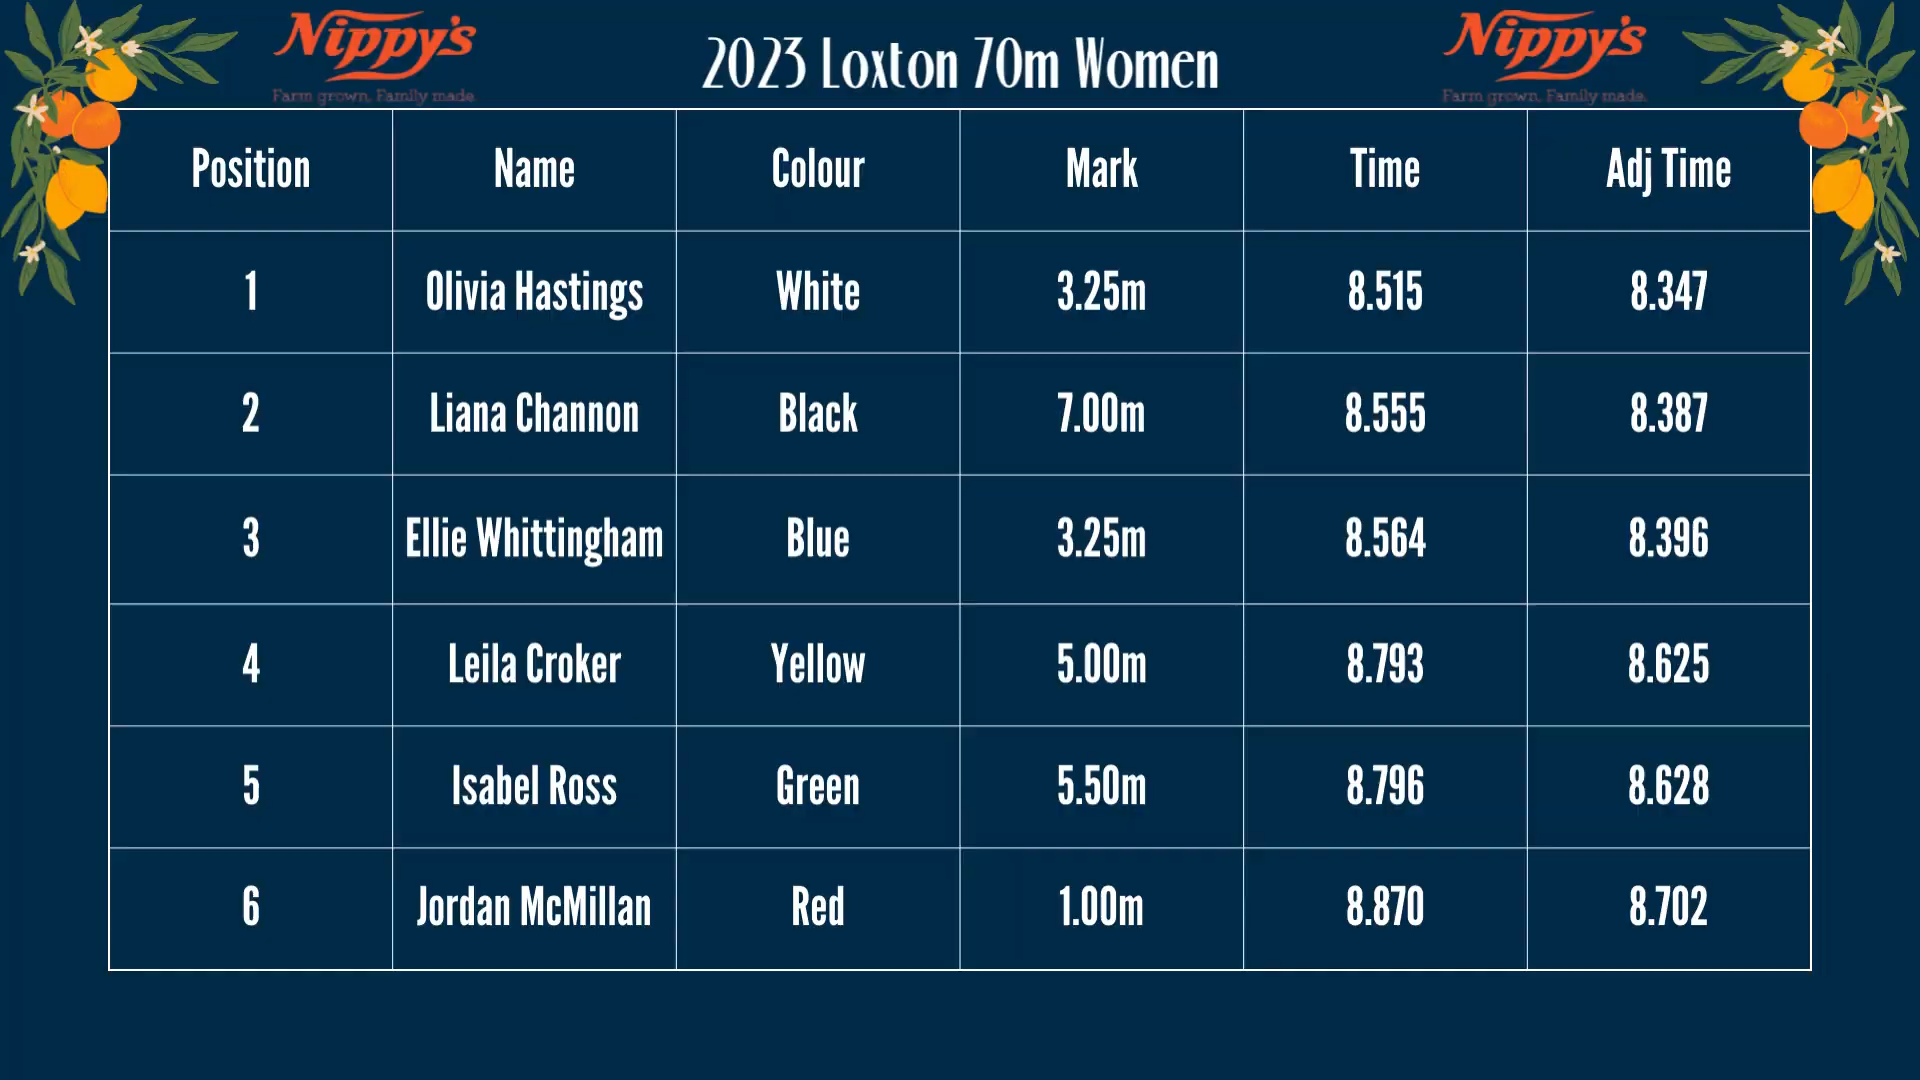 Nippy's
Farm grown, Family made.
2023 Loxton 70m Women
Nippy's
Farm grown, Family made.
Position Name Colour Mark Time Adj Time
1 Olivia Hastings White 3.25m 8.515 8.347
2 Liana Channon Black 7.00m 8.555 8.387
3 Ellie Whittingham Blue 3.25m 8.564 8.396
4 Leila Croker Yellow 5.00m 8.793 8.625
5 Isabel Ross Green 5.50m 8.796 8.628
6 Jordan McMillan Red 1.00m 8.870 8.702